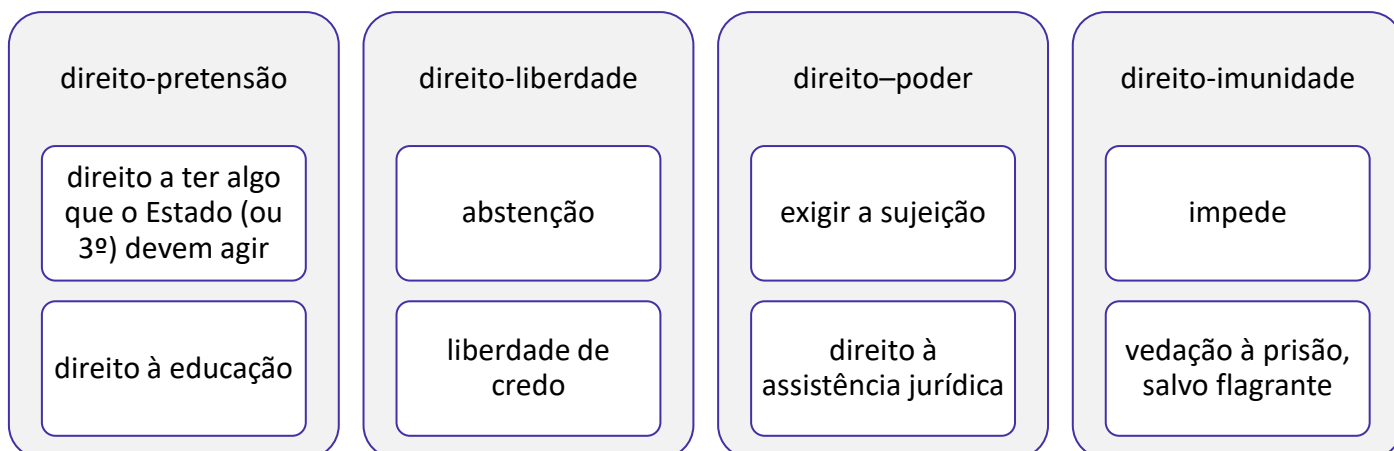 direito-pretensão
direito a ter algo
que o Estado (ou
3º) devem agir
direito à educação
direito-liberdade
abstenção
liberdade de
credo
direito–poder
exigir a sujeição
direito à
assistência jurídica
direito-imunidade
impede
vedação à prisão,
salvo flagrante